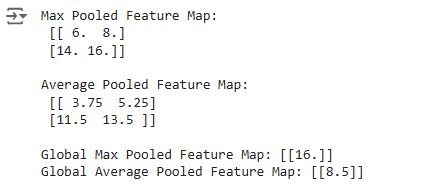 Max Pooled Feature Map:
[[ 6.  8.]
[14. 16.]]
Average Pooled Feature Map:
[[ 3.75  5.25]
[11.5  13.5 ]]
Global Max Pooled Feature Map: [[16.]]
Global Average Pooled Feature Map: [[8.5]]